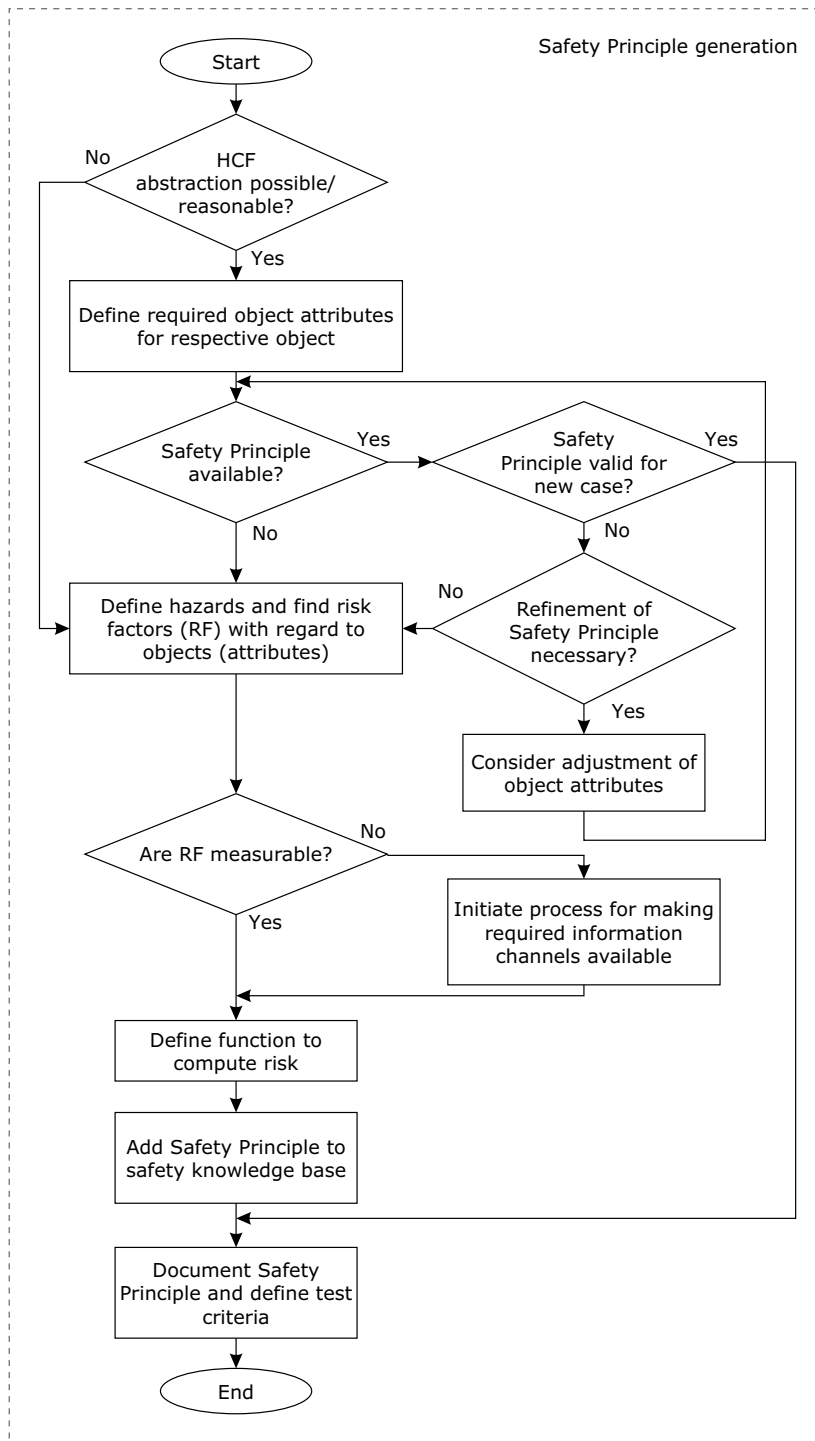 Safety Principle generation
Start
No
HCF
abstraction possible/
reasonable?
Yes
Define required object attributes
for respective object
Safety Principle
available?
Yes
Safety
Principle valid for
new case?
Yes
No
No
Define hazards and find risk
factors (RF) with regard to
objects (attributes)
No
Refinement of
Safety Principle
necessary?
Yes
Consider adjustment of
object attributes
Are RF measurable?
No
Yes
Initiate process for making
required information
channels available
Define function to
compute risk
Add Safety Principle to
safety knowledge base
Document Safety
Principle and define test
criteria
End